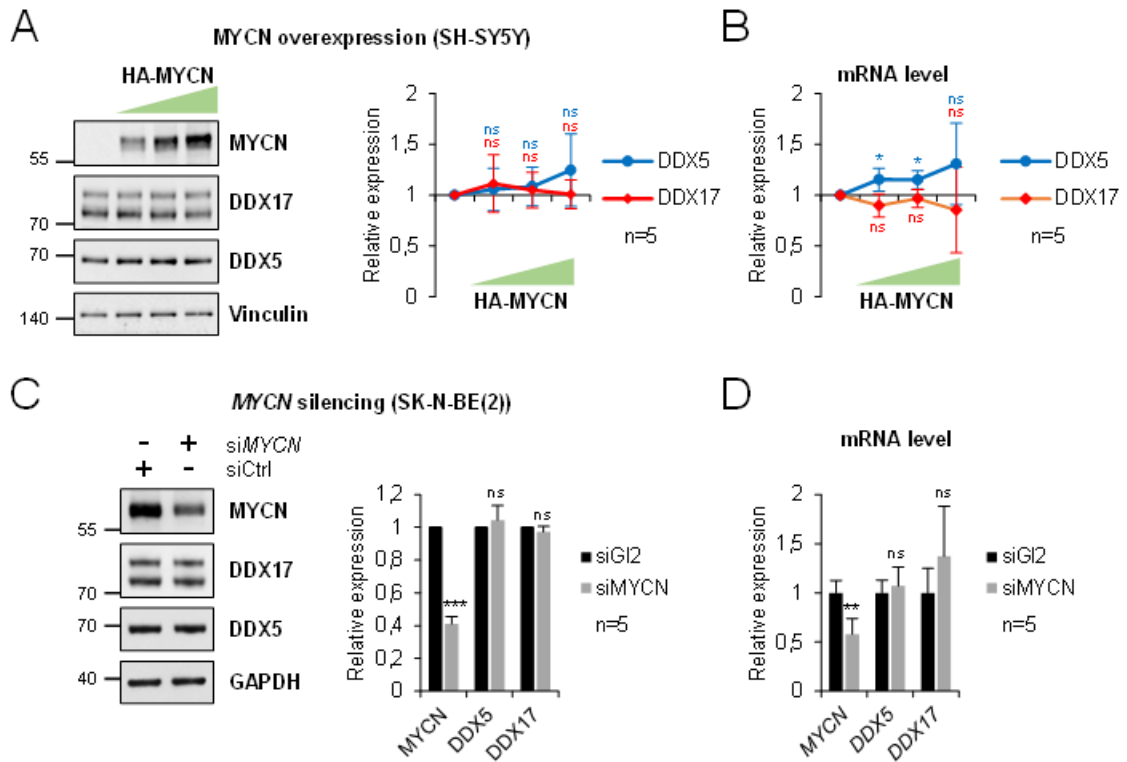 A
MYCN overexpression (SH-SY5Y)
HA-MYCN
MYCN
55
DDX17
70
70
DDX5
140
Vinculin
Relative expression
2
1,5
1
0,5
0
ns
ns
ns
ns
ns
ns
DDX5
DDX17
n=5
HA-MYCN
B
mRNA level
Relative expression
2
1,5
1
0,5
0
*
*
ns
ns
ns
ns
DDX5
DDX17
n=5
HA-MYCN
C
MYCN silencing (SK-N-BE(2))
- + siMYCN
+ - siCtrl
MYCN
55
DDX17
70
70
DDX5
40
GAPDH
Relative expression
1,2
1
0,8
0,6
0,4
0,2
0
***
ns
ns
MYCN
DDX5
DDX17
siGl2
siMYCN
n=5
D
mRNA level
Relative expression
2
1,5
1
0,5
0
**
ns
ns
MYCN
DDX5
DDX17
siGl2
siMYCN
n=5